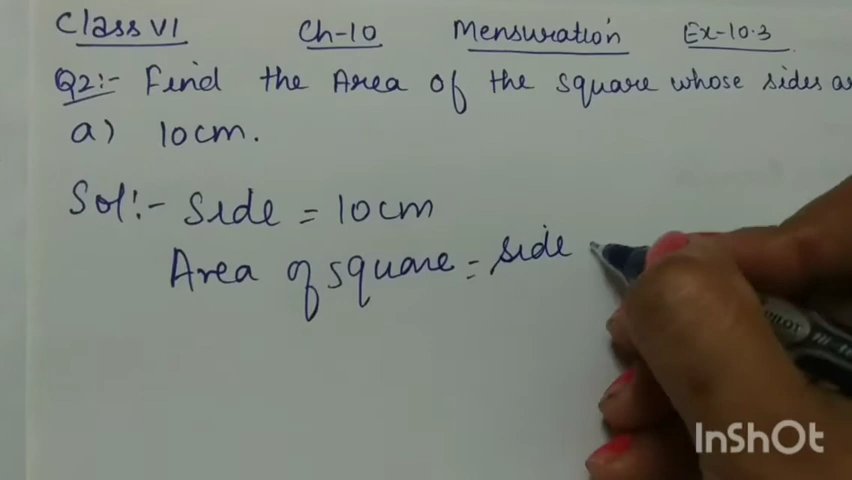 Class VI Ch-10 Mensuration Ex-10.3
Q2:- Find the Area of the square whose sides
a) 10cm.
Sol:- Side = 10cm
Area of square = side
PILOT
InShOt